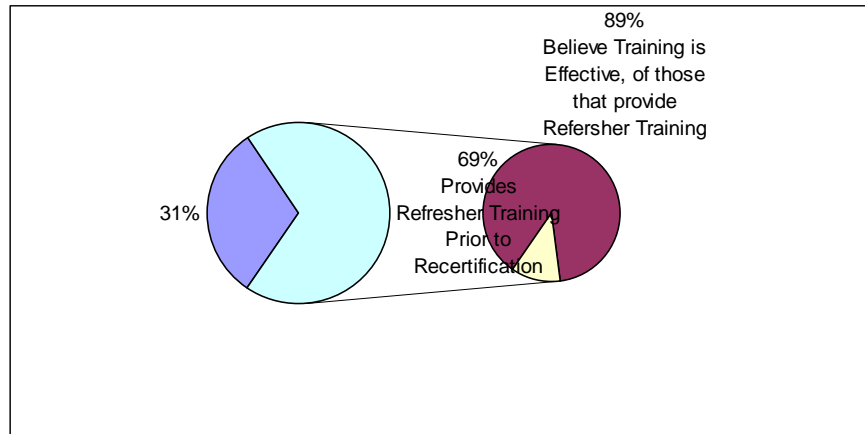 89%
Believe Training is
Effective, of those
that provide
Refersher Training
69%
Provides
Refresher Training
Prior to
Recertification
31%